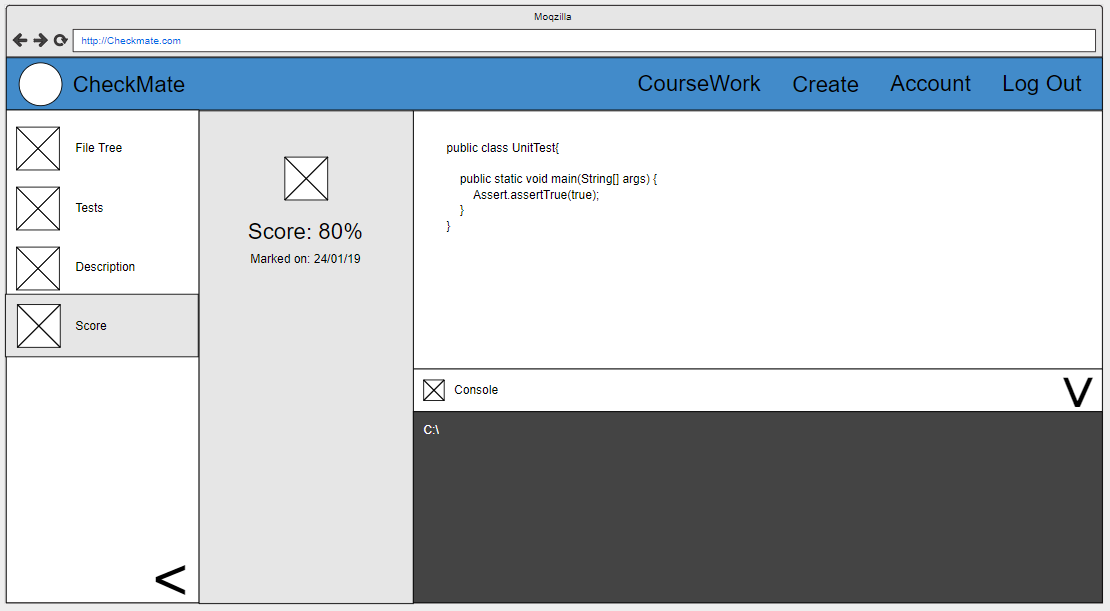 Moqzilla
http://Checkmate.com
CheckMate
CourseWork
Create
Account
Log Out
File Tree
Tests
Description
Score
Score: 80%
Marked on: 24/01/19
public class UnitTest{
public static void main(String[] args) {
Assert.assertTrue(true);
}
}
Console
V
C:\
<